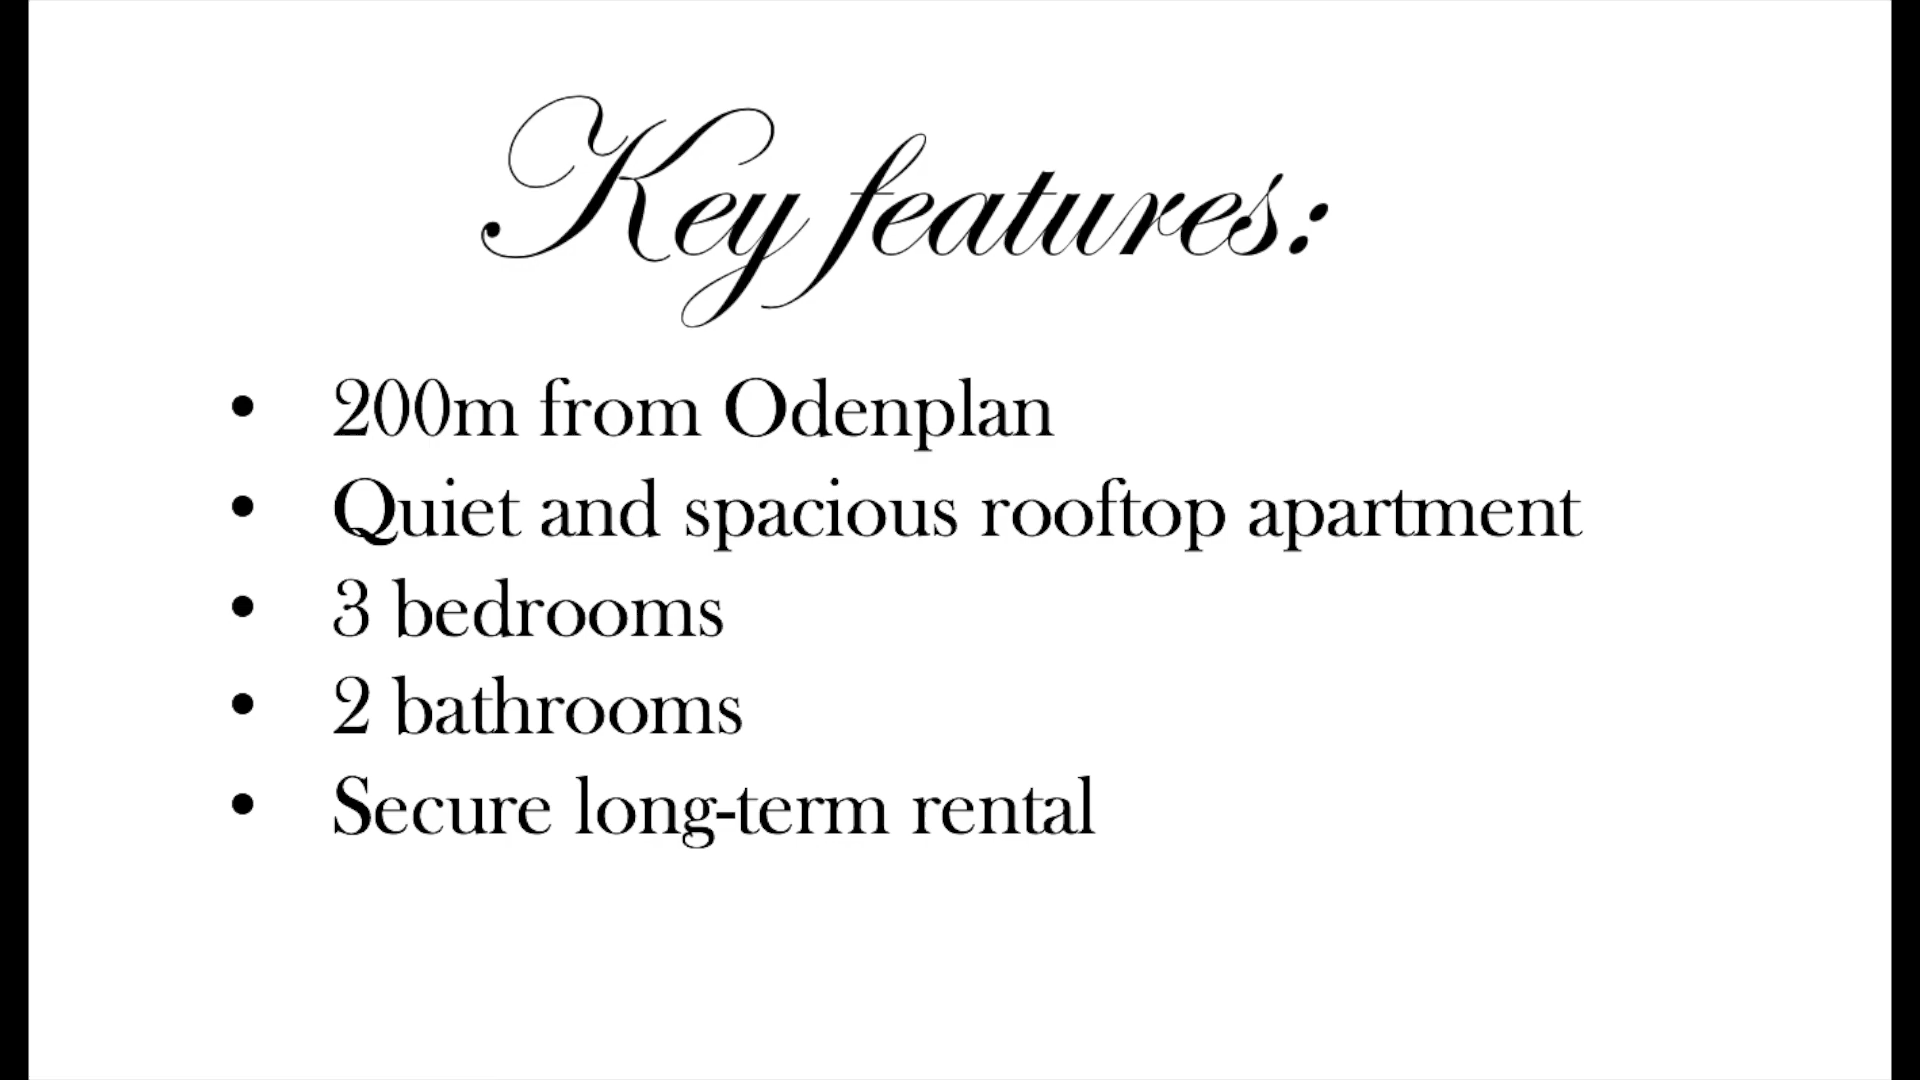 Key features:
• 200m from Odenplan
• Quiet and spacious rooftop apartment
• 3 bedrooms
• 2 bathrooms
• Secure long-term rental